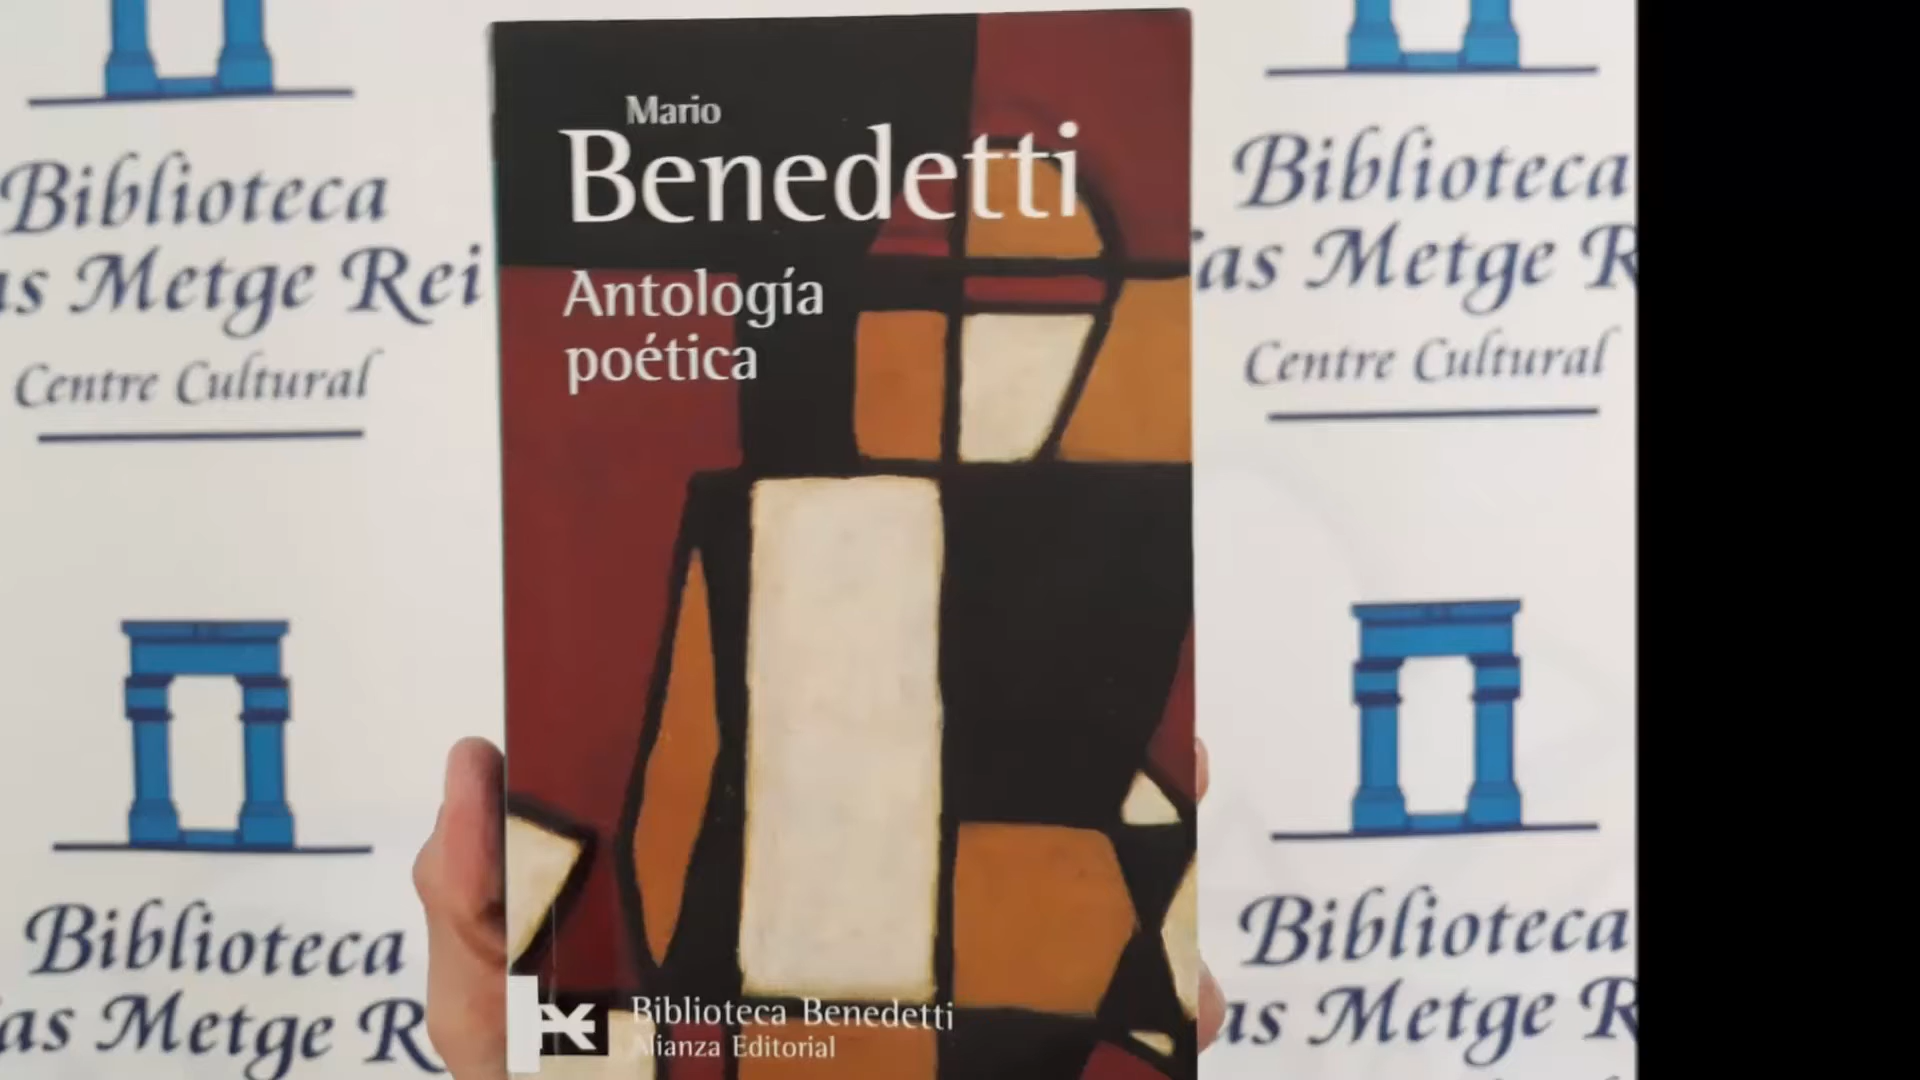 Mario
Benedetti
Antología
poética
Biblioteca Benedetti
Alianza Editorial
Biblioteca
as Metge Rei
Centre Cultural
Biblioteca
as Metge R
Centre Cultural
Biblioteca
as Metge R
Biblioteca
as Metge R